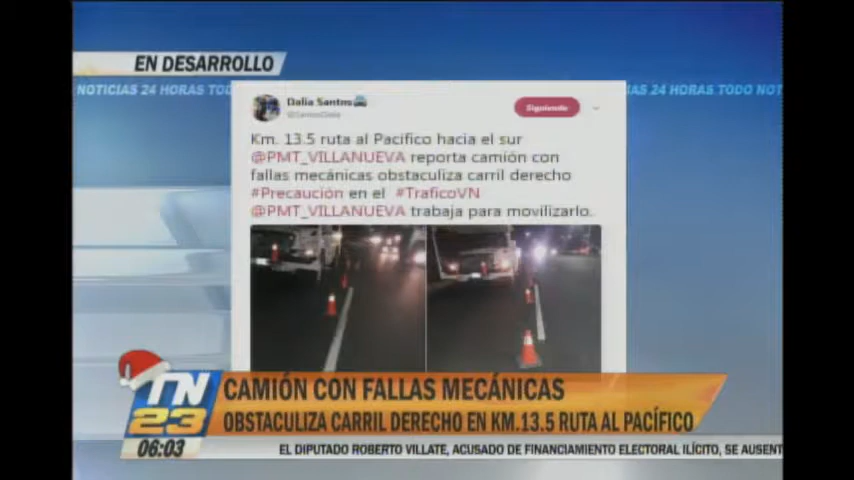 EN DESARROLLO
NOTICIAS 24 HORAS TOD
AS 24 HORAS TODO NOT
Dalia Santos
@SantosDalia
Siguiendo
Km. 13.5 ruta al Pacífico hacia el sur
@PMT_VILLANUEVA reporta camión con
fallas mecánicas obstaculiza carril derecho
#Precaución en el #TraficoVN
@PMT_VILLANUEVA trabaja para movilizarlo.
TN
23
CAMIÓN CON FALLAS MECÁNICAS
OBSTACULIZA CARRIL DERECHO EN KM.13.5 RUTA AL PACÍFICO
06:03
EL DIPUTADO ROBERTO VILLATE, ACUSADO DE FINANCIAMIENTO ELECTORAL ILÍCITO, SE AUSENT